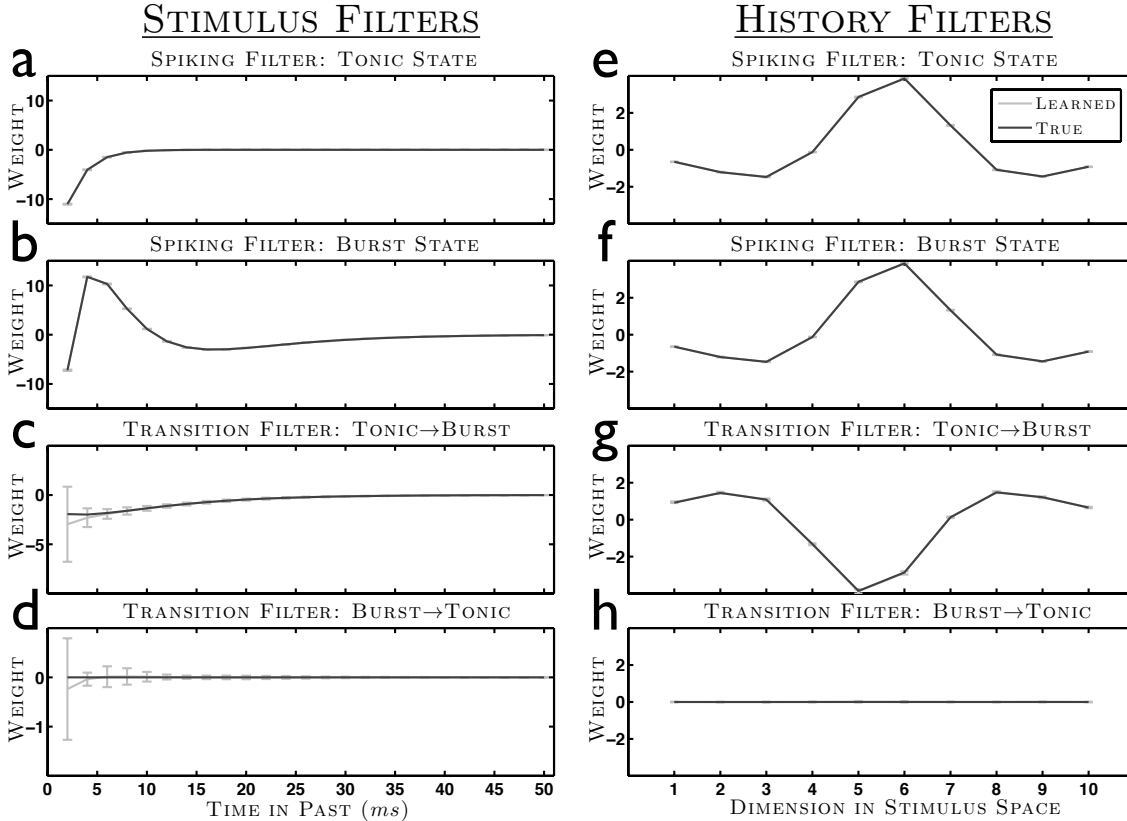 STIMULUS FILTERS
a
SPIKING FILTER: TONIC STATE
10
0
−10
WEIGHT
b
SPIKING FILTER: BURST STATE
10
0
−10
WEIGHT
c
TRANSITION FILTER: TONIC→BURST
0
−5
WEIGHT
d
TRANSITION FILTER: BURST→TONIC
0
−1
WEIGHT
0 5 10 15 20 25 30 35 40 45 50
TIME IN PAST (ms)
HISTORY FILTERS
e
SPIKING FILTER: TONIC STATE
2
0
−2
WEIGHT
LEARNED
TRUE
f
SPIKING FILTER: BURST STATE
2
0
−2
WEIGHT
g
TRANSITION FILTER: TONIC→BURST
2
0
−2
WEIGHT
h
TRANSITION FILTER: BURST→TONIC
2
0
−2
WEIGHT
1 2 3 4 5 6 7 8 9 10
DIMENSION IN STIMULUS SPACE